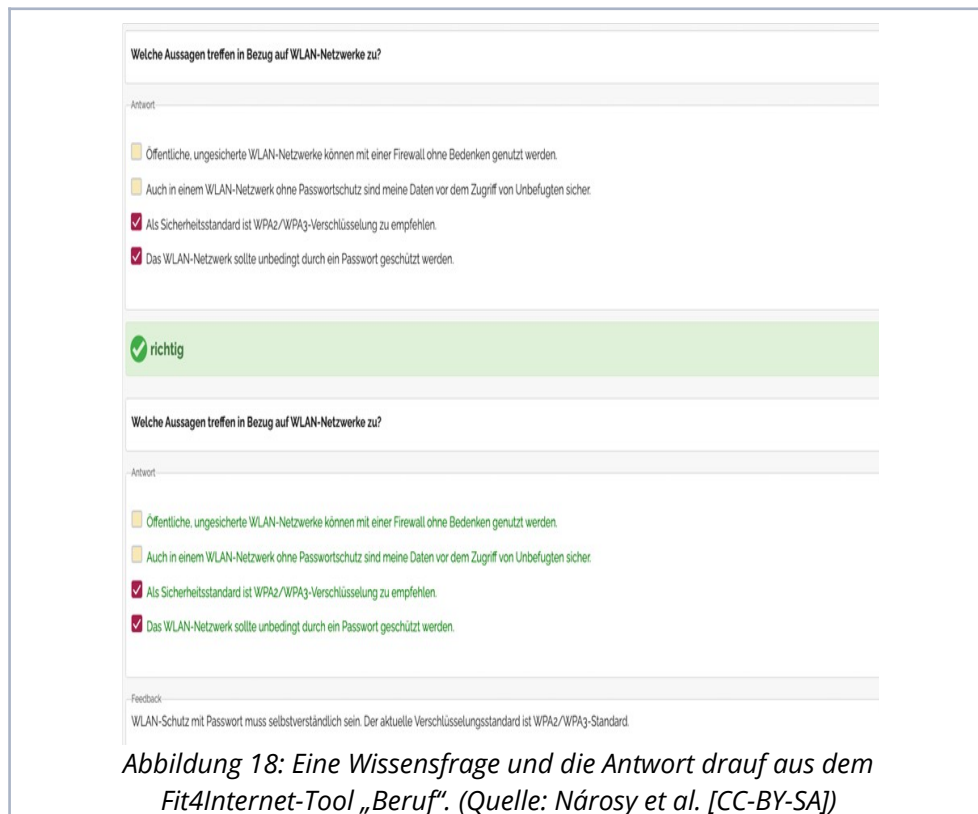 Welche Aussagen treffen in Bezug auf WLAN-Netzwerke zu?
Antwort
Öffentliche, ungesicherte WLAN-Netzwerke können mit einer Firewall ohne Bedenken genutzt werden.
Auch in einem WLAN-Netzwerk ohne Passwortschutz sind meine Daten vor dem Zugriff von Unbefugten sicher.
Als Sicherheitsstandard ist WPA2/WPA3-Verschlüsselung zu empfehlen.
Das WLAN-Netzwerk sollte unbedingt durch ein Passwort geschützt werden.
richtig
Welche Aussagen treffen in Bezug auf WLAN-Netzwerke zu?
Antwort
Öffentliche, ungesicherte WLAN-Netzwerke können mit einer Firewall ohne Bedenken genutzt werden.
Auch in einem WLAN-Netzwerk ohne Passwortschutz sind meine Daten vor dem Zugriff von Unbefugten sicher.
Als Sicherheitsstandard ist WPA2/WPA3-Verschlüsselung zu empfehlen.
Das WLAN-Netzwerk sollte unbedingt durch ein Passwort geschützt werden.
Feedback
WLAN-Schutz mit Passwort muss selbstverständlich sein. Der aktuelle Verschlüsselungsstandard ist WPA2/WPA3-Standard.
Abbildung 18: Eine Wissensfrage und die Antwort drauf aus dem
Fit4Internet-Tool „Beruf“. (Quelle: Nárosy et al. [CC-BY-SA])